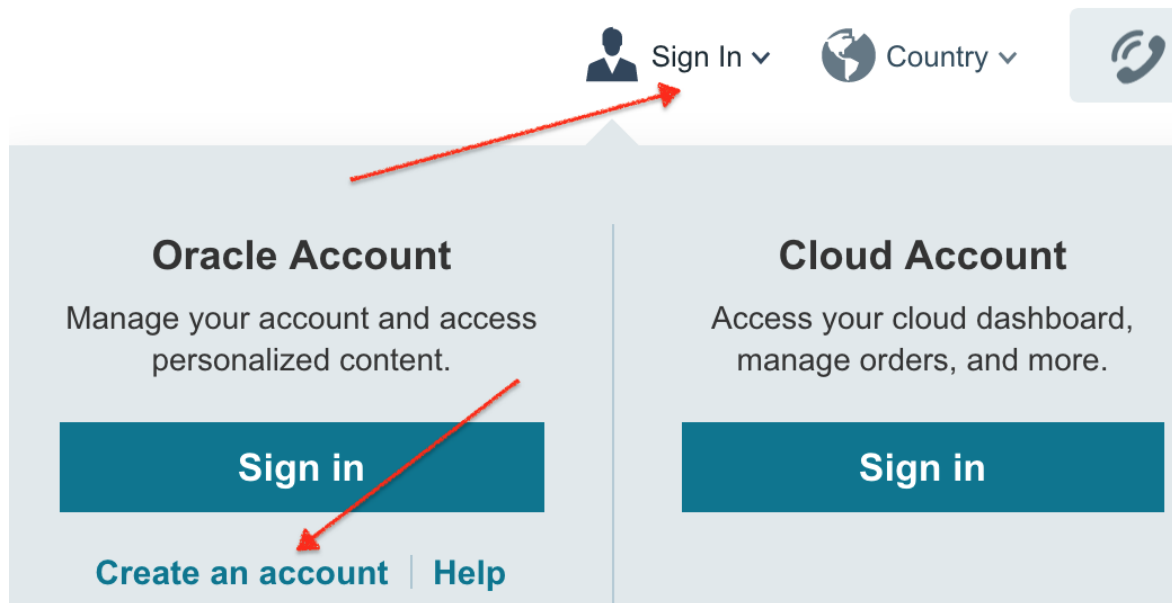 Sign In
Country
Oracle Account
Manage your account and access
personalized content.
Sign in
Create an account
Help
Cloud Account
Access your cloud dashboard,
manage orders, and more.
Sign in